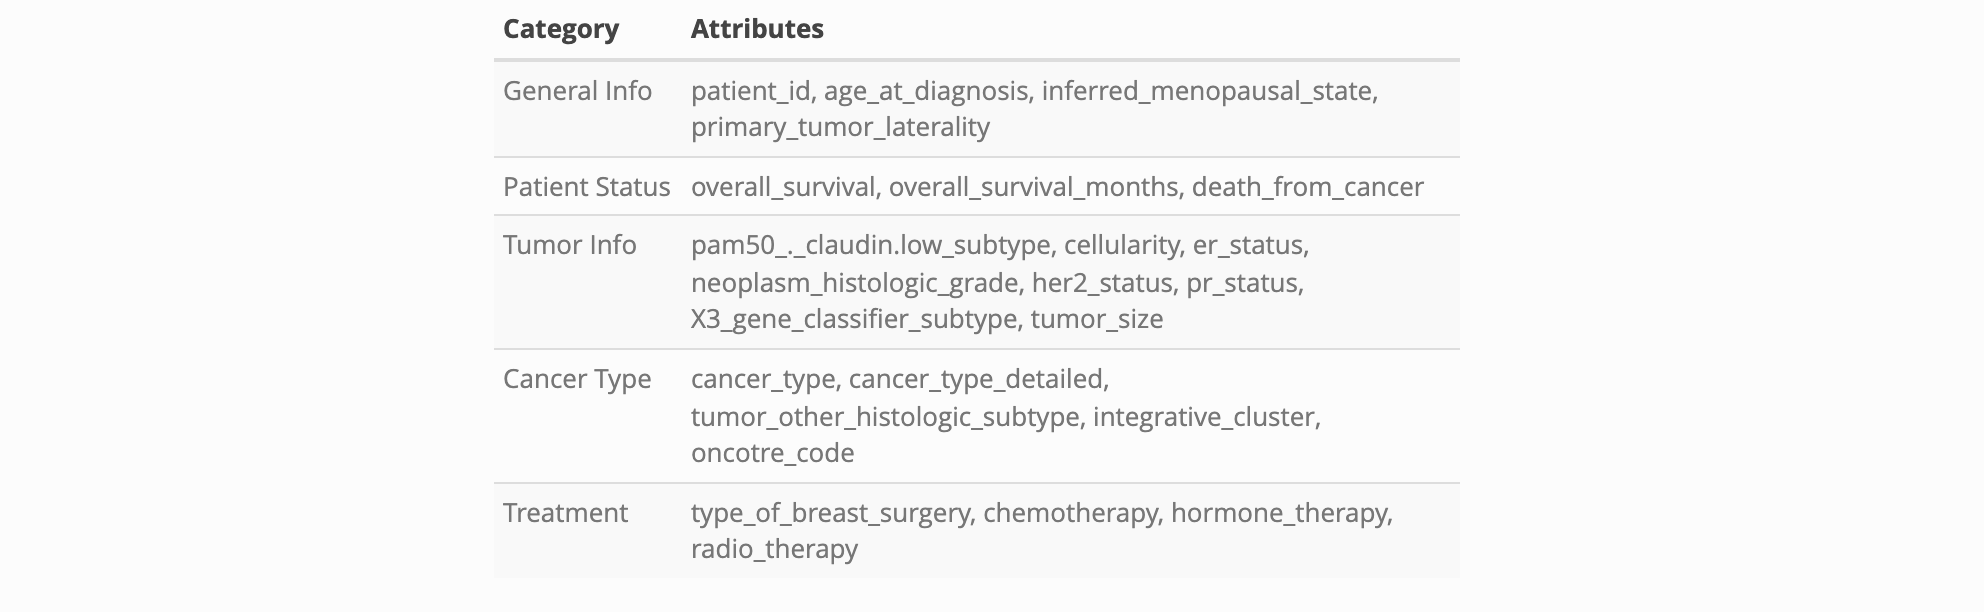 Category Attributes
General Info patient_id, age_at_diagnosis, inferred_menopausal_state,
primary_tumor_laterality
Patient Status overall_survival, overall_survival_months, death_from_cancer
Tumor Info pam50_._claudin.low_subtype, cellularity, er_status,
neoplasm_histologic_grade, her2_status, pr_status,
X3_gene_classifier_subtype, tumor_size
Cancer Type cancer_type, cancer_type_detailed,
tumor_other_histologic_subtype, integrative_cluster,
oncotre_code
Treatment type_of_breast_surgery, chemotherapy, hormone_therapy,
radio_therapy